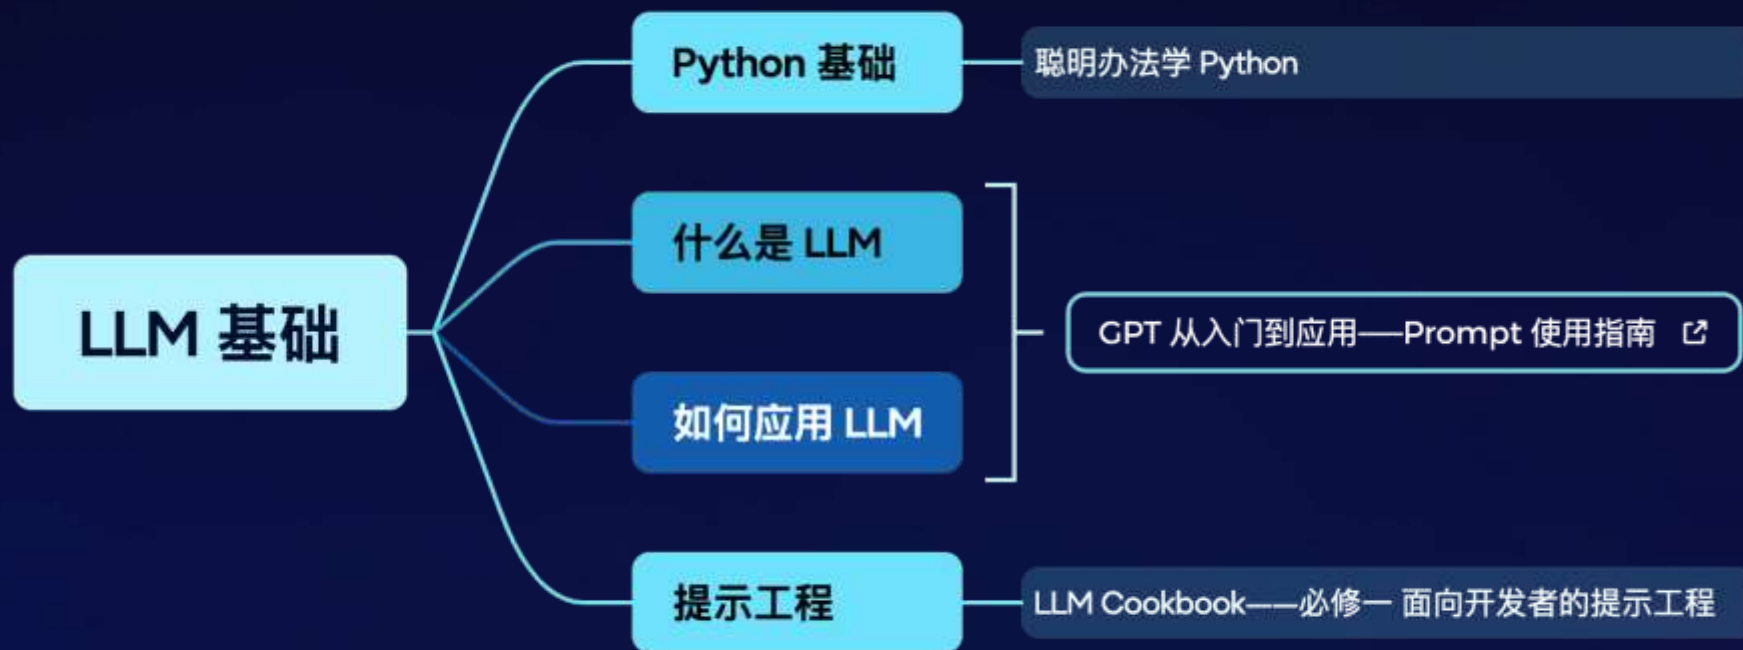 LLM 基础
Python 基础
聪明办法学 Python
什么是 LLM
如何应用 LLM
GPT 从入门到应用——Prompt 使用指南
提示工程
LLM Cookbook——必修一 面向开发者的提示工程